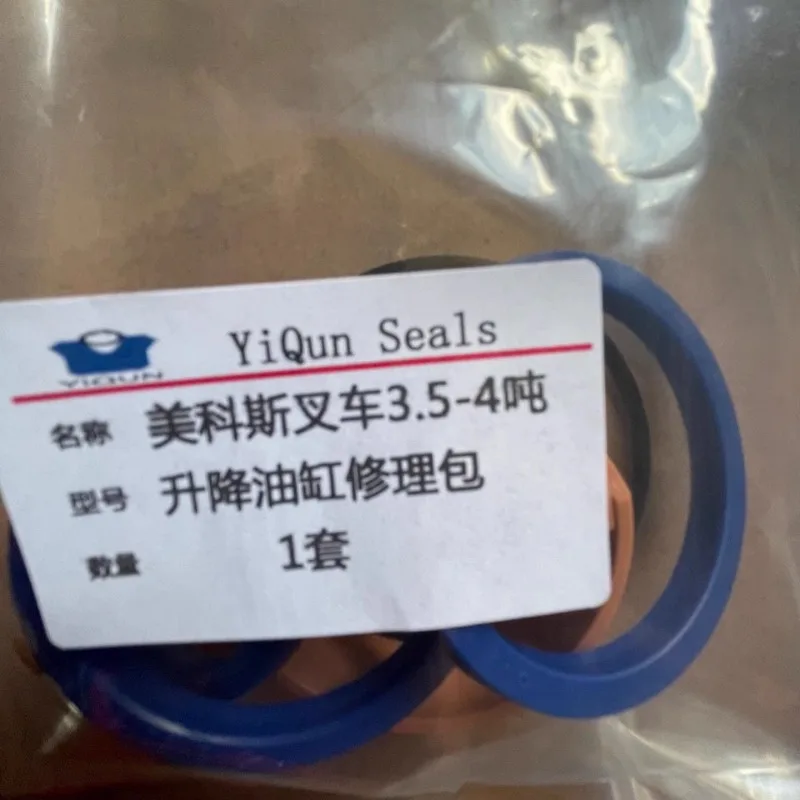 YiQun Seals
YIQUN
名称 美科斯叉车3.5-4吨
型号 升降油缸修理包
数量 1套